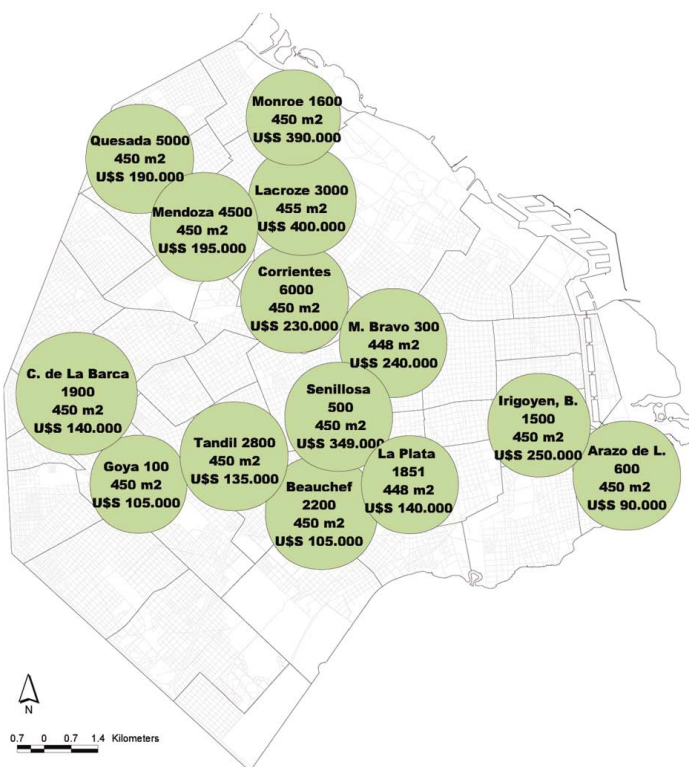 Monroe 1600
450 m2
U$S 390.000
Quesada 5000
450 m2
U$S 190.000
Lacroze 3000
455 m2
U$S 400.000
Mendoza 4500
450 m2
U$S 195.000
Corrientes
6000
450 m2
U$S 230.000
M. Bravo 300
448 m2
U$S 240.000
C. de La Barca
1900
450 m2
U$S 140.000
Senillosa
500
450 m2
U$S 349.000
Irigoyen, B.
1500
450 m2
U$S 250.000
Tandil 2800
450 m2
U$S 135.000
La Plata
1851
448 m2
U$S 140.000
Arazo de L.
600
450 m2
U$S 90.000
Goya 100
450 m2
U$S 105.000
Beauchef
2200
450 m2
U$S 105.000
N
0.7 0 0.7 1.4 Kilometers